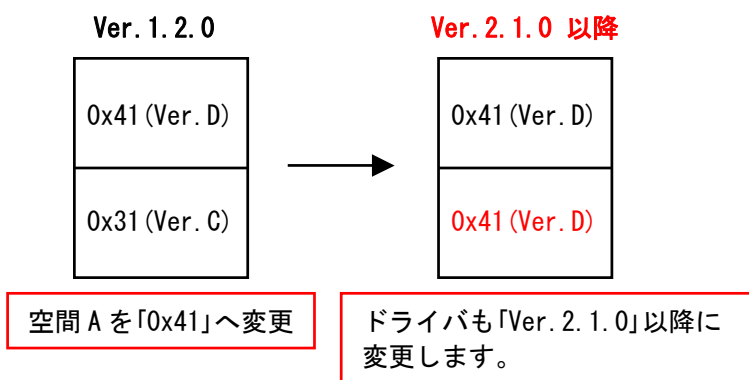 Ver.1.2.0
Ver.2.1.0 以降
0x41(Ver.D)
0x41(Ver.D)
0x31(Ver.C)
0x41(Ver.D)
空間 A を「0x41」へ変更
ドライバも「Ver.2.1.0」以降に
変更します。